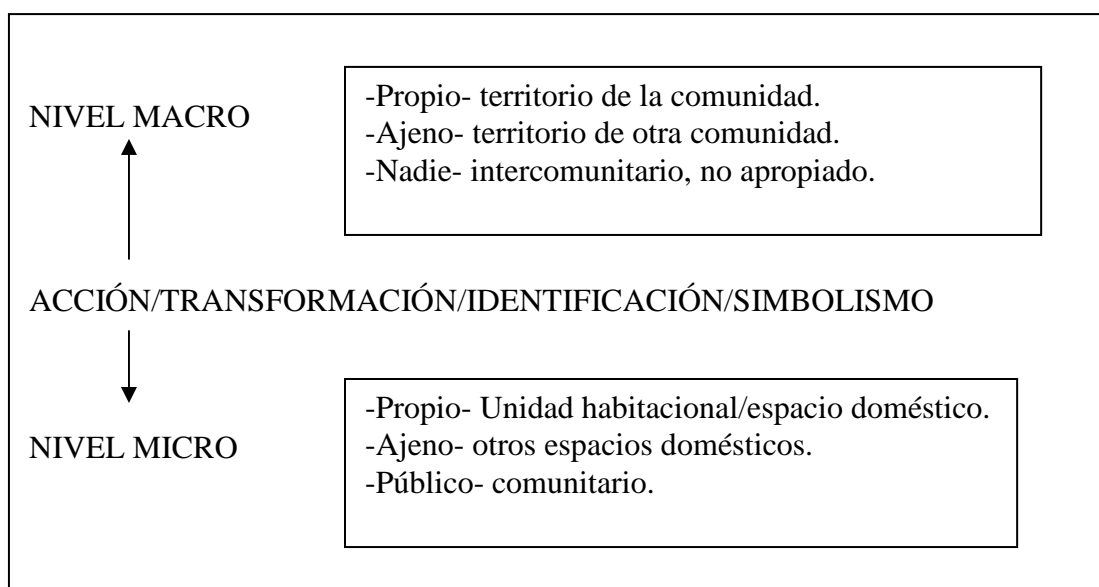 NIVEL MACRO
-Propio- territorio de la comunidad.
-Ajeno- territorio de otra comunidad.
-Nadie- intercomunitario, no apropiado.
ACCIÓN/TRANSFORMACIÓN/IDENTIFICACIÓN/SIMBOLISMO
NIVEL MICRO
-Propio- Unidad habitacional/espacio doméstico.
-Ajeno- otros espacios domésticos.
-Público- comunitario.